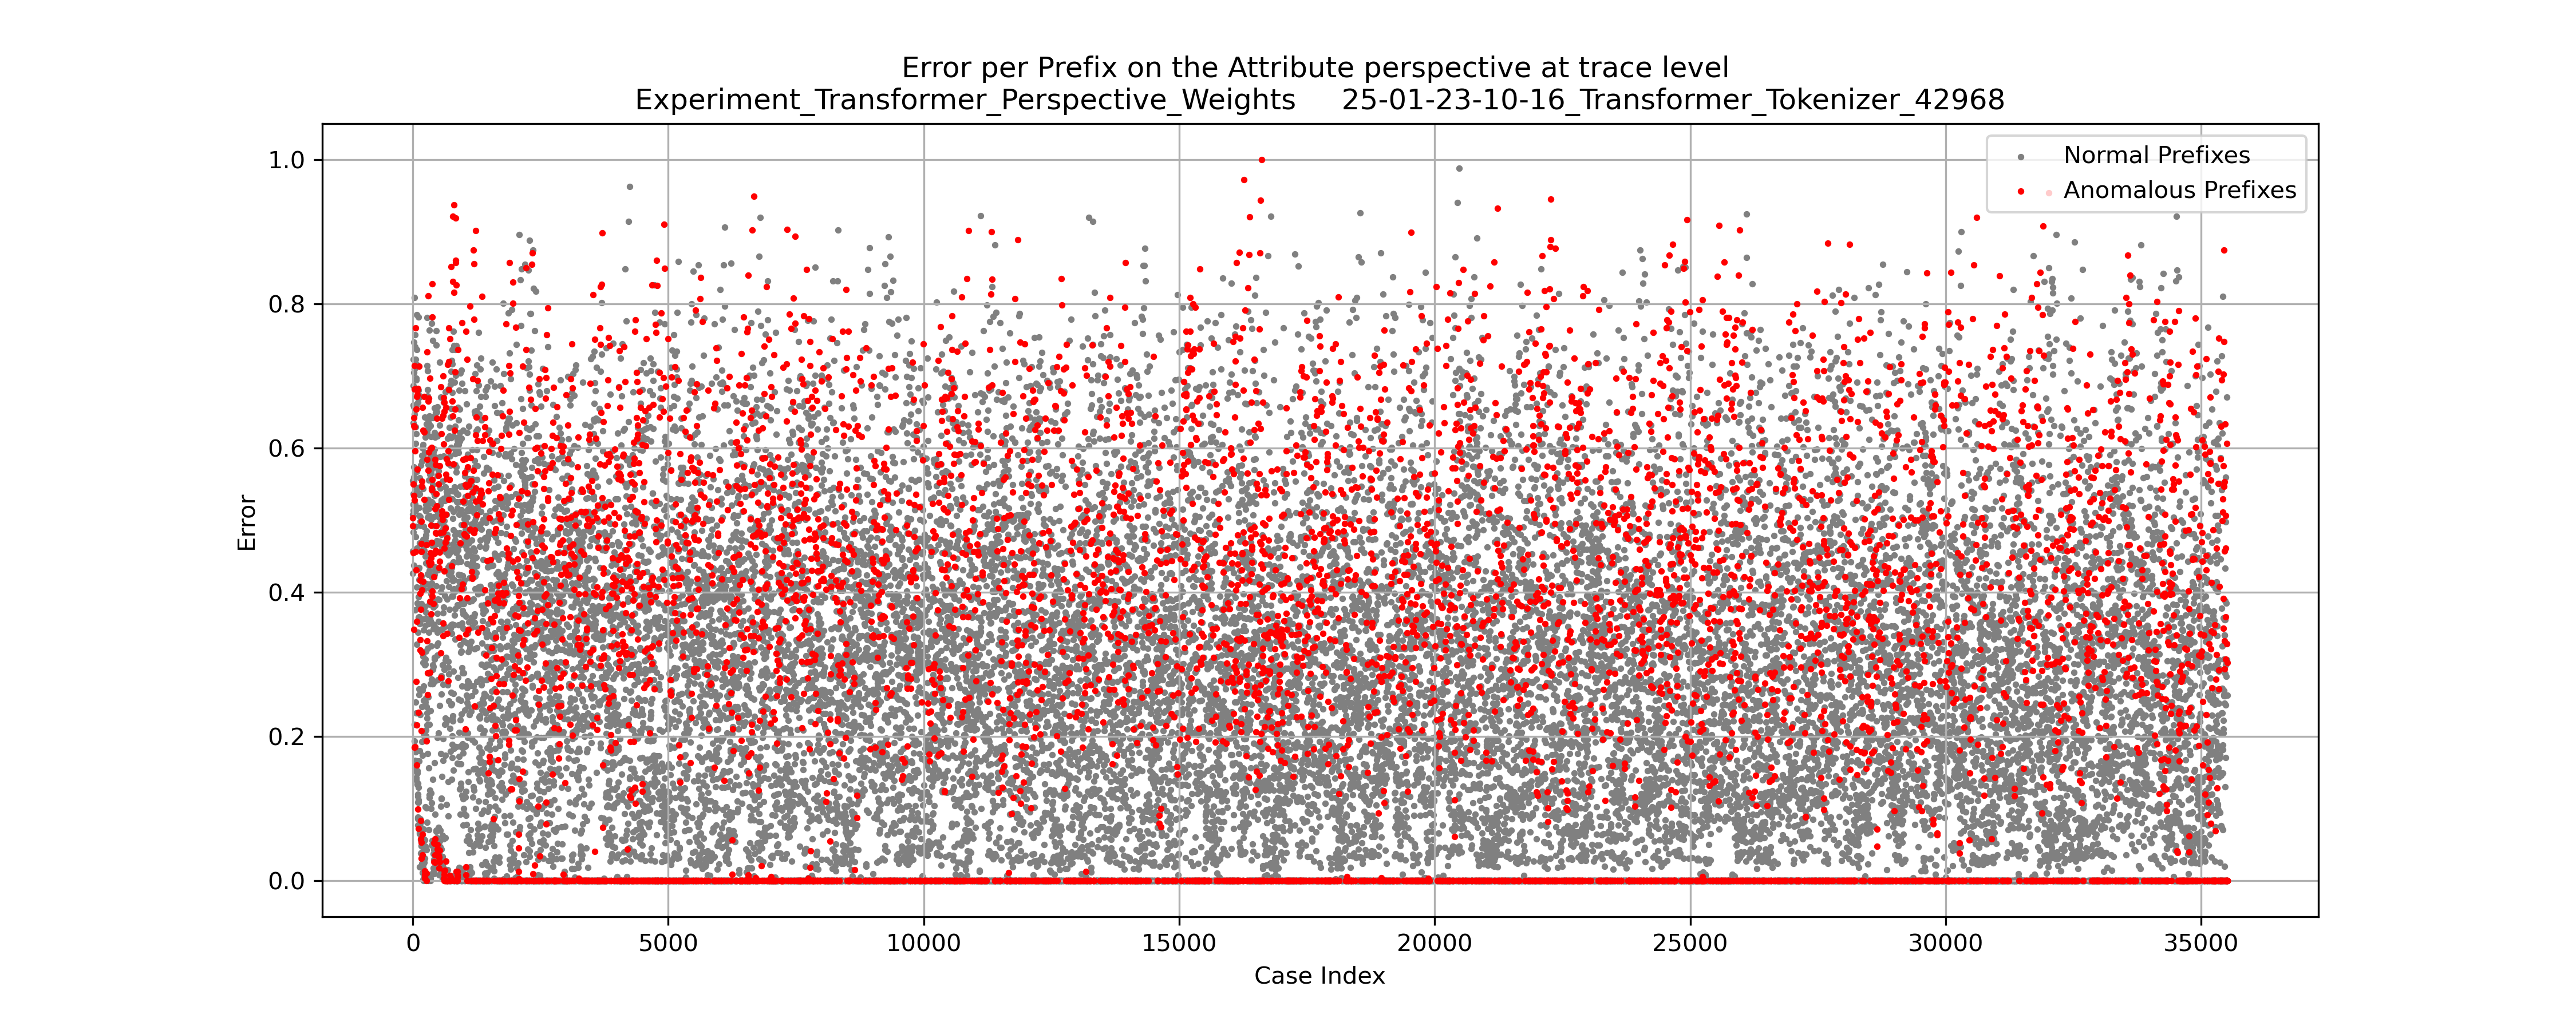 Error per Prefix on the Attribute perspective at trace level
Experiment_Transformer_Perspective_Weights     25-01-23-10-16_Transformer_Tokenizer_42968
Normal Prefixes
Anomalous Prefixes
1.0
0.8
0.6
0.4
0.2
0.0
Error
0 5000 10000 15000 20000 25000 30000 35000
Case Index